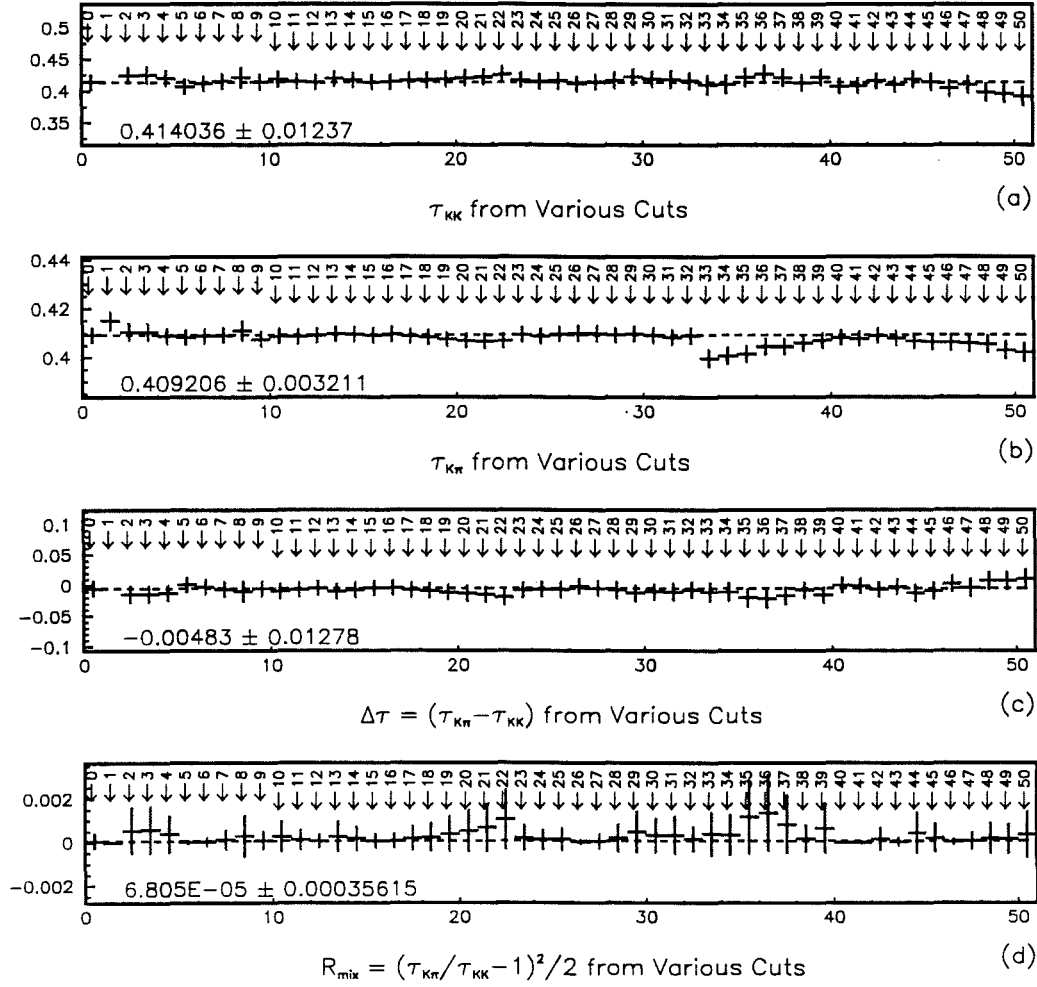 0 1 2 3 4 5 6 7 8 9 10 11 12 13 14 15 16 17 18 19 20 21 22 23 24 25 26 27 28 29 30 31 32 33 34 35 36 37 38 39 40 41 42 43 44 45 46 47 48 49 50
0.5
0.45
0.4
0.35
0.414036 ± 0.01237
0 10 20 30 40 50
(a)
τKK from Various Cuts
0 1 2 3 4 5 6 7 8 9 10 11 12 13 14 15 16 17 18 19 20 21 22 23 24 25 26 27 28 29 30 31 32 33 34 35 36 37 38 39 40 41 42 43 44 45 46 47 48 49 50
0.44
0.42
0.4
0.409206 ± 0.003211
0 10 20 30 40 50
(b)
τKπ from Various Cuts
0 1 2 3 4 5 6 7 8 9 10 11 12 13 14 15 16 17 18 19 20 21 22 23 24 25 26 27 28 29 30 31 32 33 34 35 36 37 38 39 40 41 42 43 44 45 46 47 48 49 50
0.1
0.05
0
-0.05
-0.1
-0.00483 ± 0.01278
0 10 20 30 40 50
(c)
Δτ = (τKπ-τKK) from Various Cuts
0 1 2 3 4 5 6 7 8 9 10 11 12 13 14 15 16 17 18 19 20 21 22 23 24 25 26 27 28 29 30 31 32 33 34 35 36 37 38 39 40 41 42 43 44 45 46 47 48 49 50
0.002
0
-0.002
6.805E-05 ± 0.00035615
0 10 20 30 40 50
(d)
Rmix = (τKπ/τKK-1)²/2 from Various Cuts